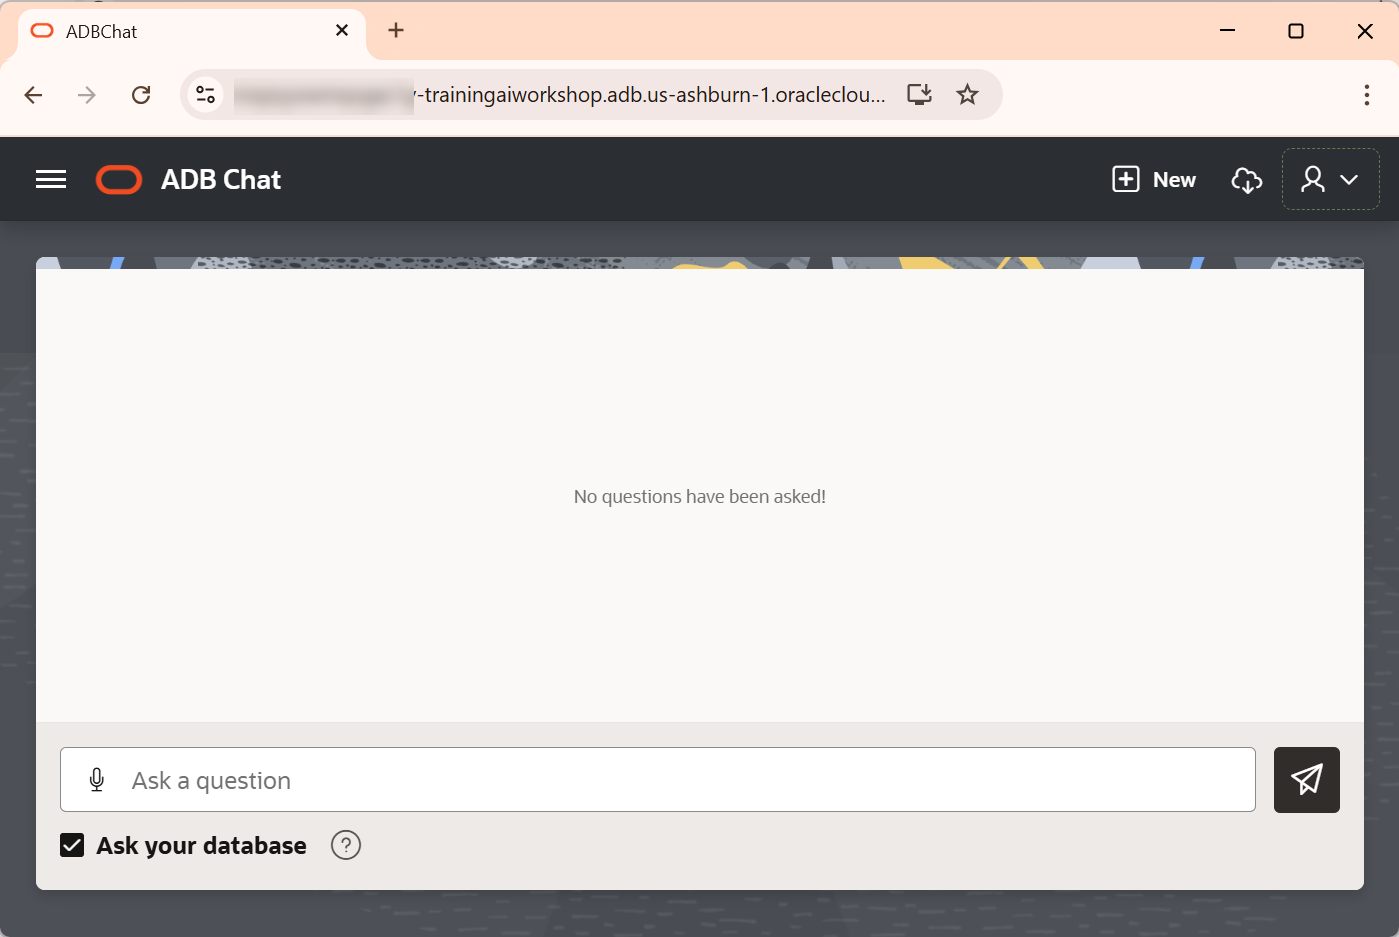 ADBChat
-trainingaiworkshop.adb.us-ashburn-1.oracleclou...
ADB Chat
New
No questions have been asked!
Ask a question
Ask your database
?